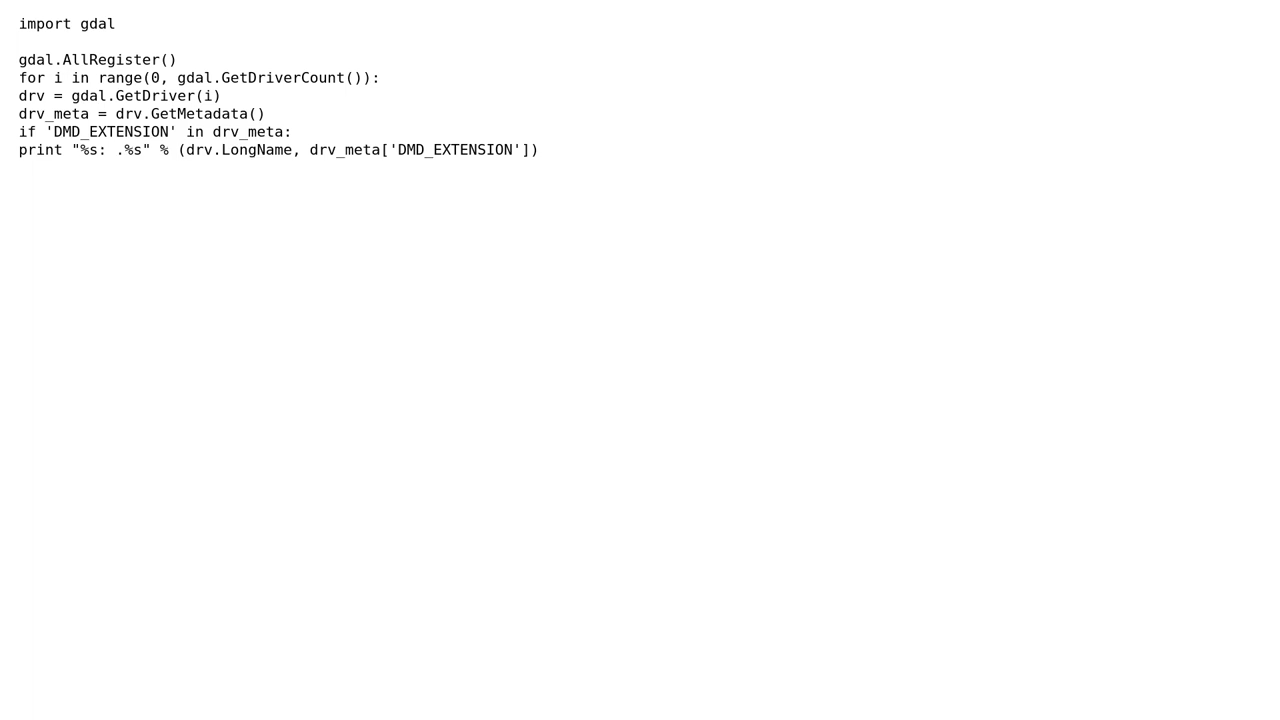 import gdal

gdal.AllRegister()
for i in range(0, gdal.GetDriverCount()):
drv = gdal.GetDriver(i)
drv_meta = drv.GetMetadata()
if 'DMD_EXTENSION' in drv_meta:
print "%s: .%s" % (drv.LongName, drv_meta['DMD_EXTENSION'])